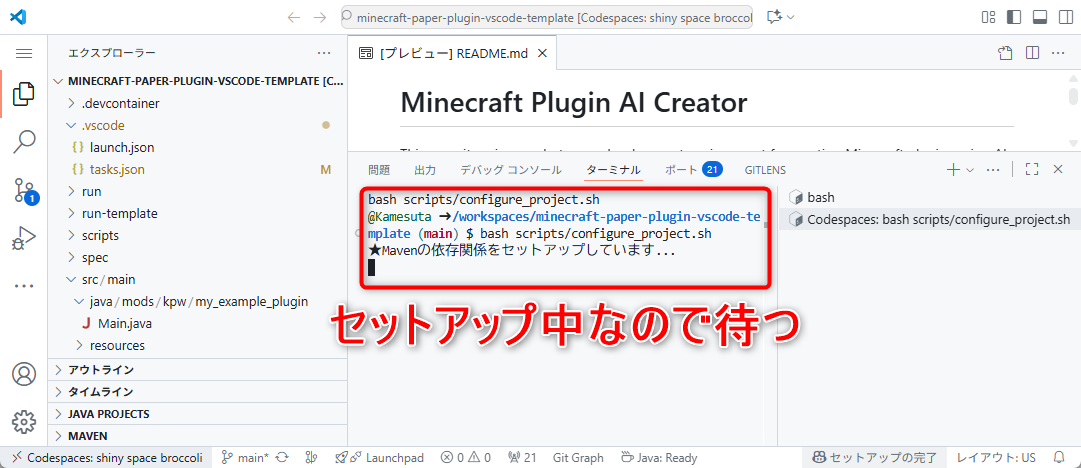 minecraft-paper-plugin-vscode-template [Codespaces: shiny space broccol
エクスプローラー
MINECRAFT-PAPER-PLUGIN-VSCODE-TEMPLATE [C...
.devcontainer
.vscode
launch.json
tasks.json M
run
run-template
scripts
spec
src/main
java/mods/kpw/my_example_plugin
Main.java
resources
アウトライン
タイムライン
JAVA PROJECTS
MAVEN
1
[プレビュー] README.md
Minecraft Plugin AI Creator
問題 出力 デバッグ コンソール ターミナル ポート 21 GITLENS
bash scripts/configure_project.sh
@Kamesuta ➜/workspaces/minecraft-paper-plugin-vscode-te
mplate (main) $ bash scripts/configure_project.sh
★Mavenの依存関係をセットアップしています...
bash
Codespaces: bash scripts/configure_project.sh
セットアップ中なので待つ
Codespaces: shiny space broccoli main* Launchpad 0 0 21 Git Graph Java: Ready セットアップの完了 レイアウト: US